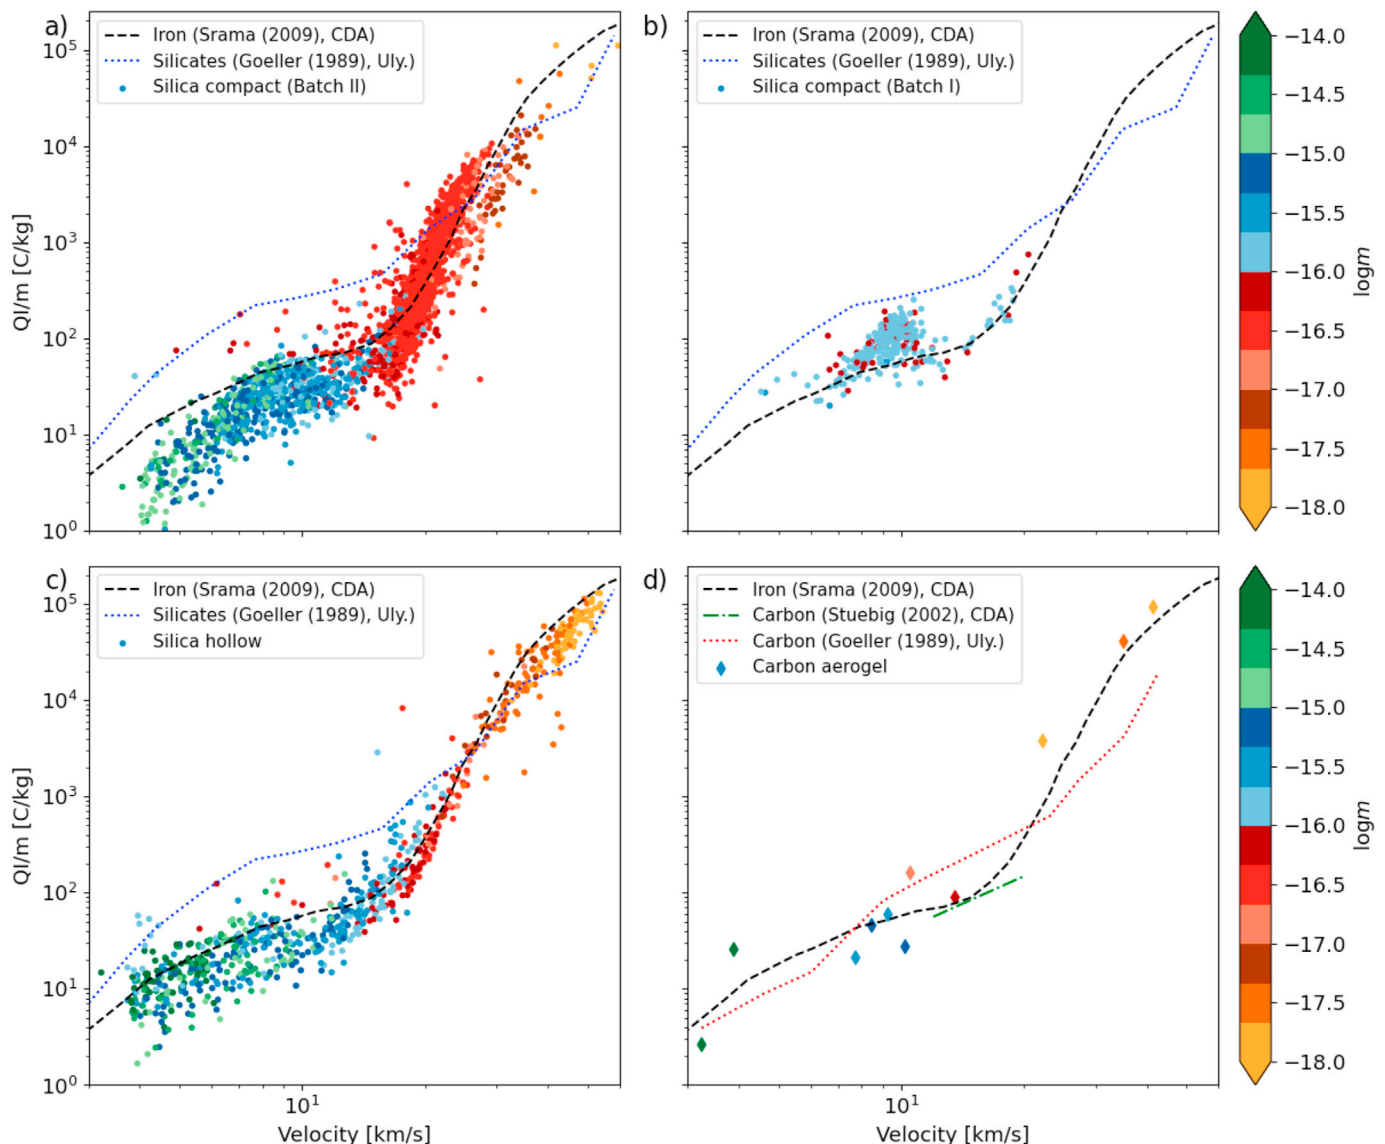 a)
Iron (Srama (2009), CDA)
Silicates (Goeller (1989), Uly.)
Silica compact (Batch II)
10⁵
10⁴
10³
10²
10¹
10⁰
QI/m [C/kg]
b)
Iron (Srama (2009), CDA)
Silicates (Goeller (1989), Uly.)
Silica compact (Batch I)
−14.0
−14.5
−15.0
−15.5
−16.0
−16.5
−17.0
−17.5
−18.0
logm
c)
Iron (Srama (2009), CDA)
Silicates (Goeller (1989), Uly.)
Silica hollow
10⁵
10⁴
10³
10²
10¹
10⁰
QI/m [C/kg]
10¹
Velocity [km/s]
d)
Iron (Srama (2009), CDA)
Carbon (Stuebig (2002), CDA)
Carbon (Goeller (1989), Uly.)
Carbon aerogel
10¹
Velocity [km/s]
−14.0
−14.5
−15.0
−15.5
−16.0
−16.5
−17.0
−17.5
−18.0
logm